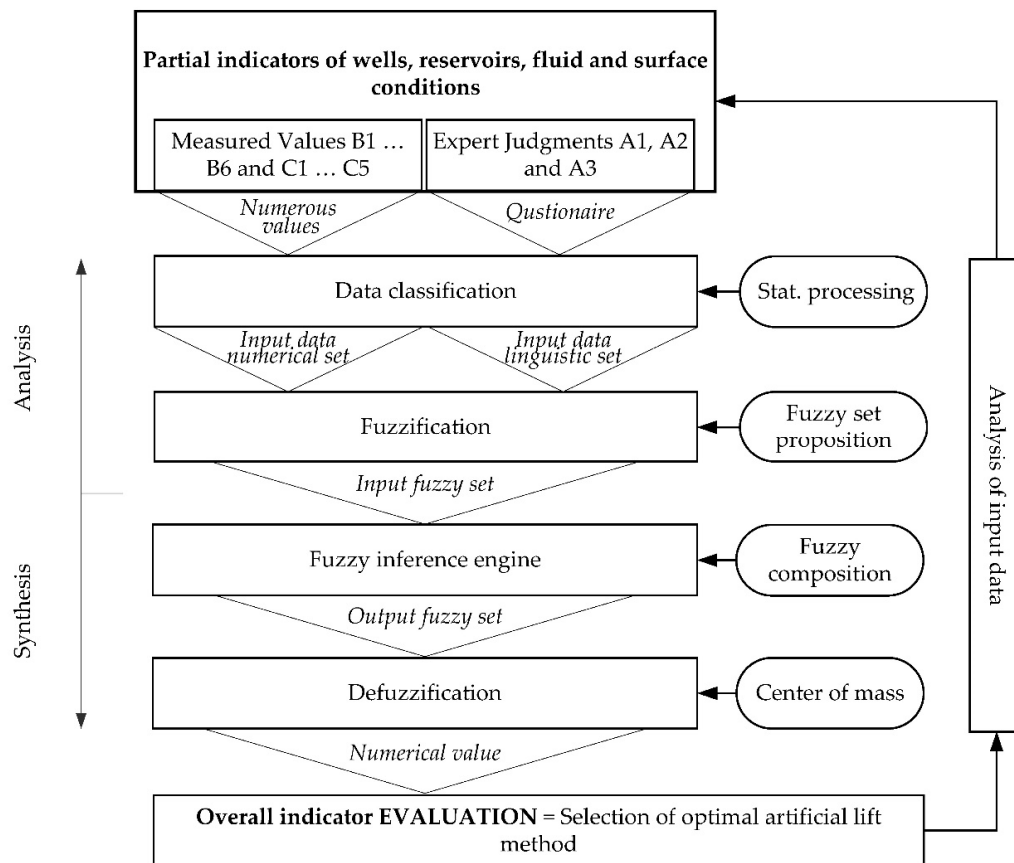 Partial indicators of wells, reservoirs, fluid and surface
conditions
Measured Values B1 …
B6 and C1 … C5
Expert Judgments A1, A2
and A3
Numerous
values
Qustionaire
Data classification
Stat. processing
Input data
numerical set
Input data
linguistic set
Analysis
Fuzzification
Fuzzy set
proposition
Input fuzzy set
Analysis of input
data
Fuzzy inference engine
Fuzzy
composition
Synthesis
Output fuzzy set
Defuzzification
Center of mass
Numerical value
Overall indicator EVALUATION = Selection of optimal artificial lift
method